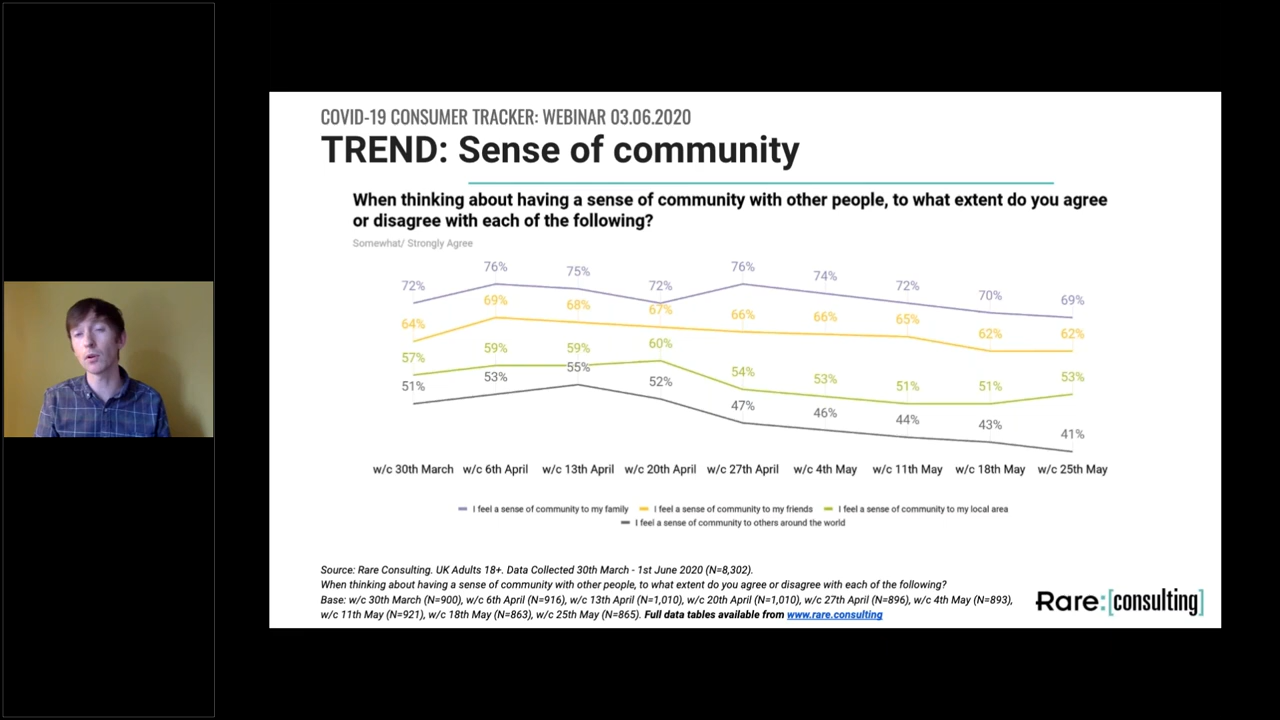 COVID-19 CONSUMER TRACKER: WEBINAR 03.06.2020
TREND: Sense of community
When thinking about having a sense of community with other people, to what extent do you agree
or disagree with each of the following?
Somewhat/ Strongly Agree
72% 76% 75% 72% 76% 74% 72% 70% 69%
64% 69% 68% 67% 66% 66% 65% 62% 62%
57% 59% 59% 60% 54% 53% 51% 51% 53%
51% 53% 55% 52% 47% 46% 44% 43% 41%
w/c 30th March w/c 6th April w/c 13th April w/c 20th April w/c 27th April w/c 4th May w/c 11th May w/c 18th May w/c 25th May
I feel a sense of community to my family I feel a sense of community to my friends I feel a sense of community to my local area
I feel a sense of community to others around the world
Source: Rare Consulting. UK Adults 18+. Data Collected 30th March - 1st June 2020 (N=8,302).
When thinking about having a sense of community with other people, to what extent do you agree or disagree with each of the following?
Base: w/c 30th March (N=900), w/c 6th April (N=916), w/c 13th April (N=1,010), w/c 20th April (N=1,010), w/c 27th April (N=896), w/c 4th May (N=893),
w/c 11th May (N=921), w/c 18th May (N=863), w/c 25th May (N=865). Full data tables available from www.rare.consulting
Rare:[consulting]